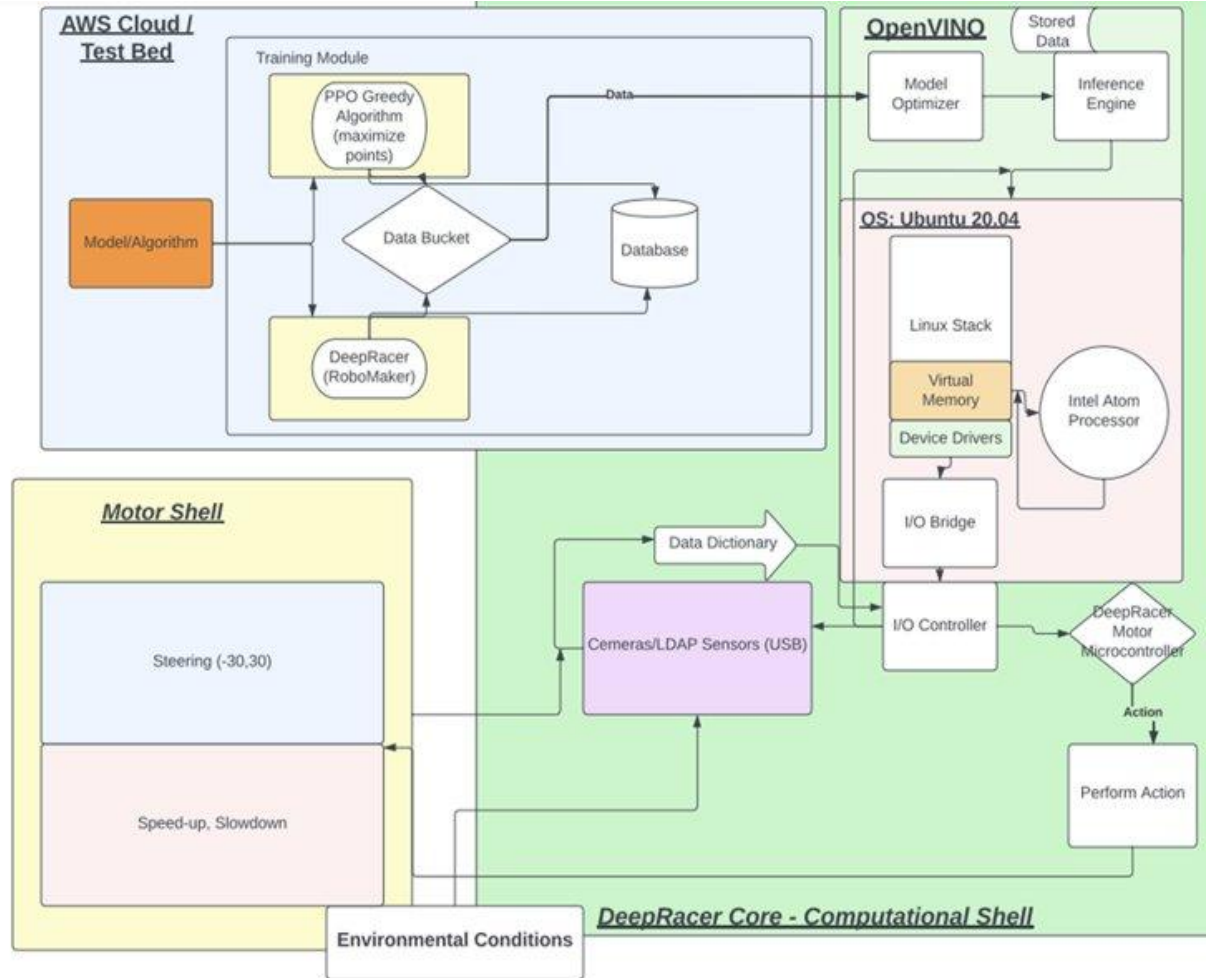 AWS Cloud /
Test Bed
Training Module
PPO Greedy
Algorithm
(maximize
points)
Model/Algorithm
Data Bucket
Database
DeepRacer
(RoboMaker)
Data
OpenVINO
Stored
Data
Model
Optimizer
Inference
Engine
OS: Ubuntu 20.04
Linux Stack
Virtual
Memory
Device Drivers
Intel Atom
Processor
I/O Bridge
Motor Shell
Steering (-30,30)
Speed-up, Slowdown
Data Dictionary
Cemeras/LDAP Sensors (USB)
I/O Controller
DeepRacer
Motor
Microcontroller
Action
Perform Action
Environmental Conditions
DeepRacer Core - Computational Shell